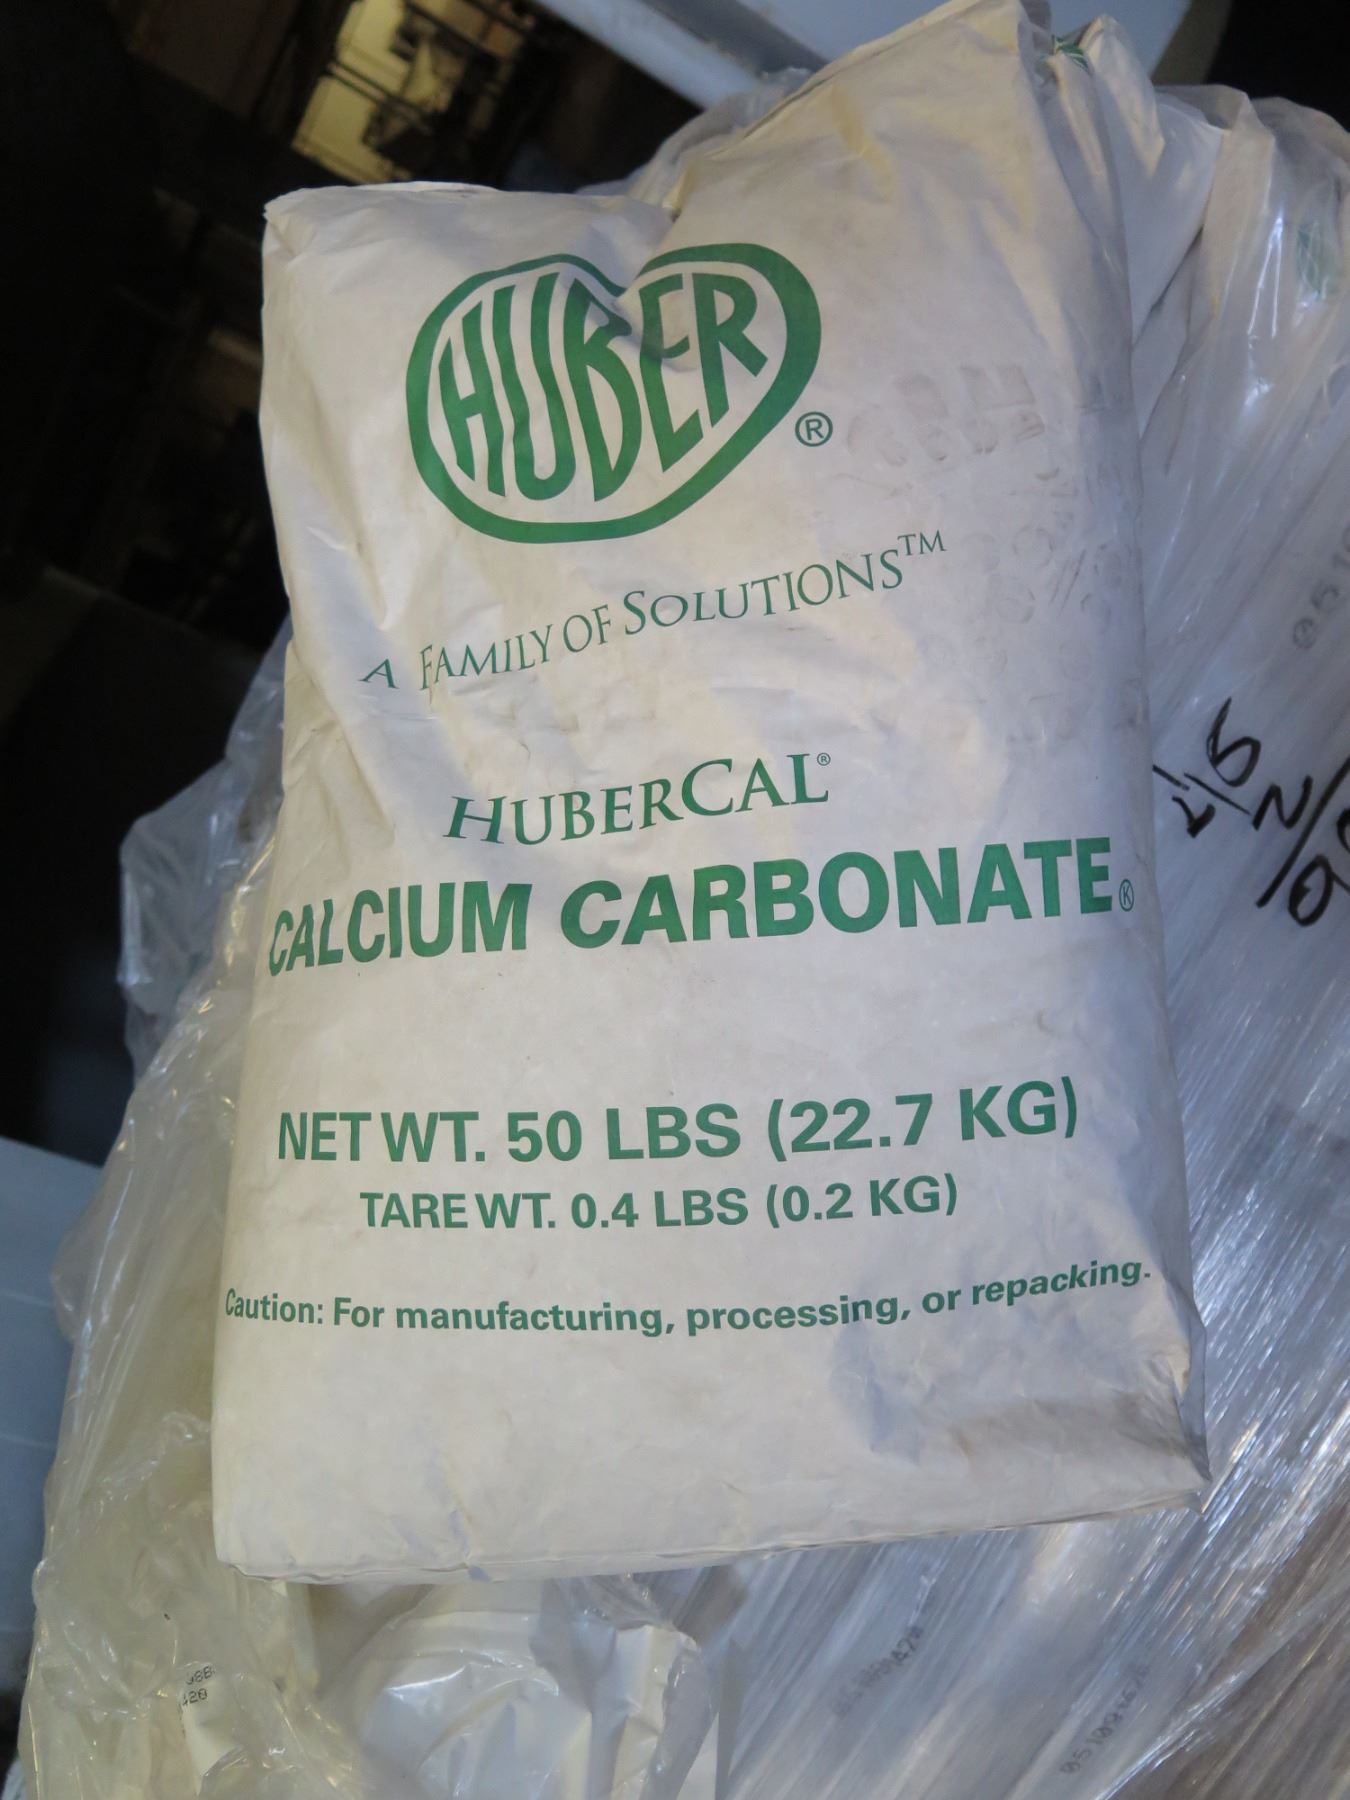 HUBER®
A FAMILY OF SOLUTIONS™
HUBERCAL®
CALCIUM CARBONATE Ⓚ
NET WT. 50 LBS (22.7 KG)
TARE WT. 0.4 LBS (0.2 KG)
Caution: For manufacturing, processing, or repacking.